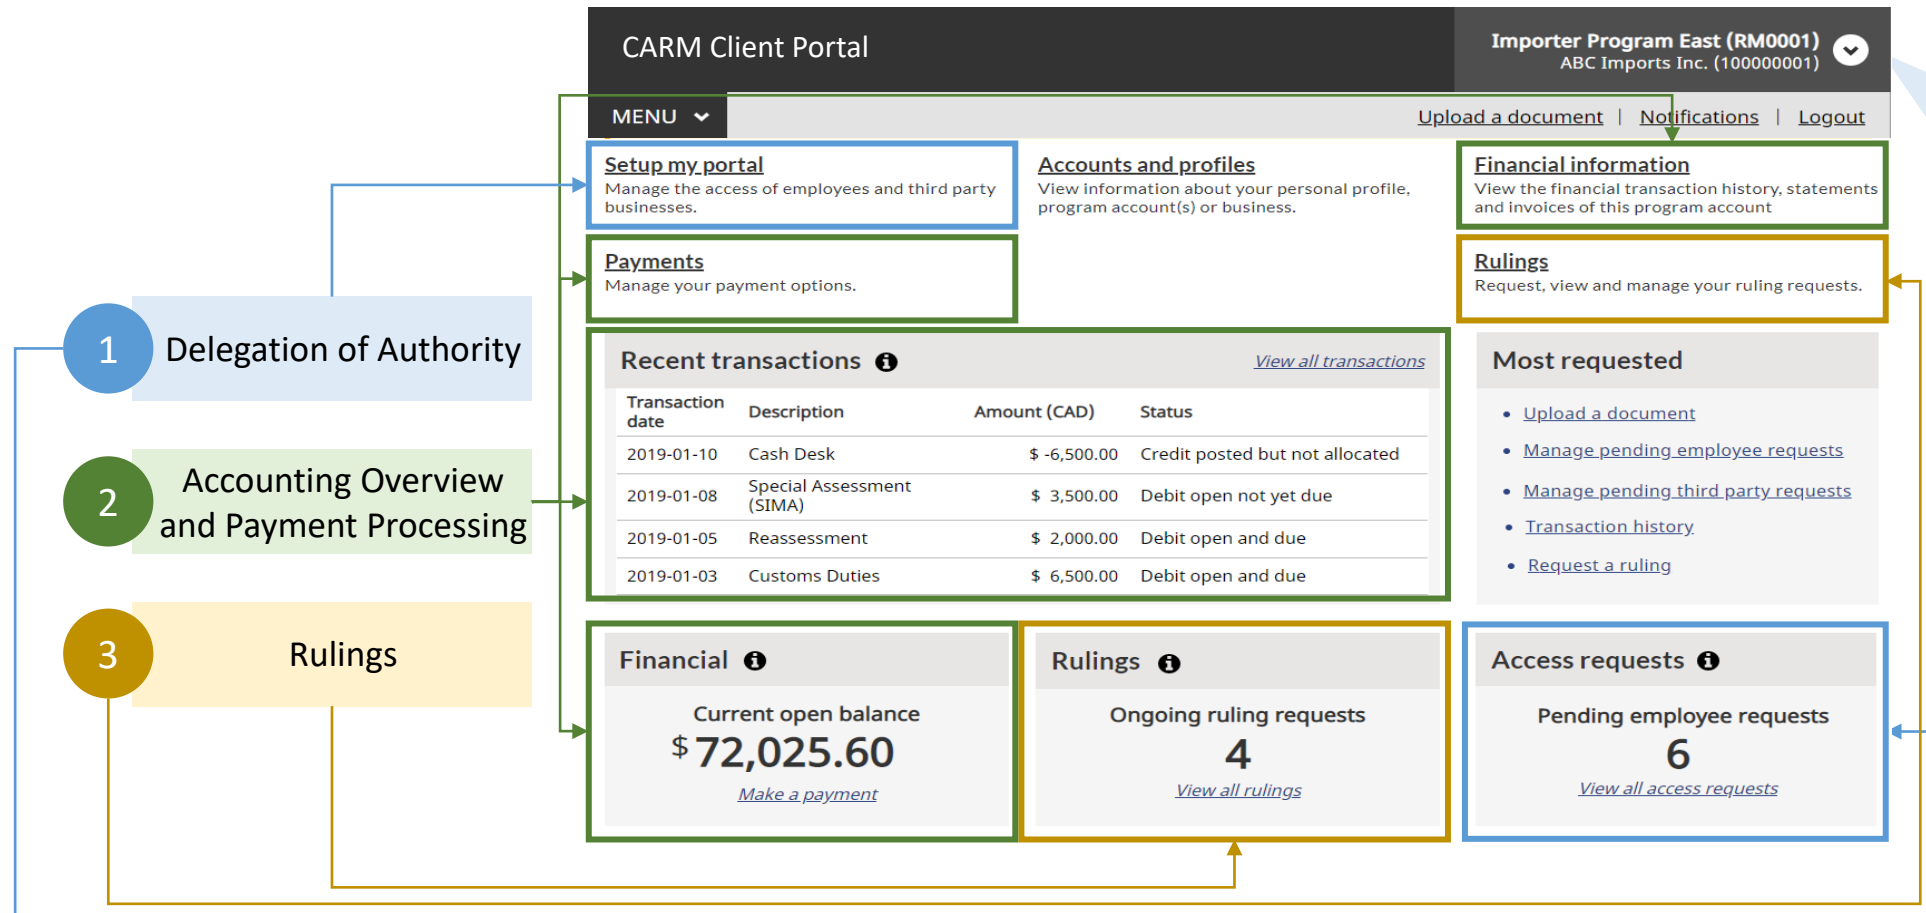 CARM Client Portal
Importer Program East (RM0001)
ABC Imports Inc. (100000001)
MENU
Upload a document | Notifications | Logout
Setup my portal
Manage the access of employees and third party
businesses.
Accounts and profiles
View information about your personal profile,
program account(s) or business.
Financial information
View the financial transaction history, statements
and invoices of this program account
Payments
Manage your payment options.
Rulings
Request, view and manage your ruling requests.
1 Delegation of Authority
2 Accounting Overview
and Payment Processing
3 Rulings
Recent transactions
View all transactions
Transaction
date Description Amount (CAD) Status
2019-01-10 Cash Desk $ -6,500.00 Credit posted but not allocated
2019-01-08 Special Assessment
(SIMA) $ 3,500.00 Debit open not yet due
2019-01-05 Reassessment $ 2,000.00 Debit open and due
2019-01-03 Customs Duties $ 6,500.00 Debit open and due
Most requested
• Upload a document
• Manage pending employee requests
• Manage pending third party requests
• Transaction history
• Request a ruling
Financial
Current open balance
$ 72,025.60
Make a payment
Rulings
Ongoing ruling requests
4
View all rulings
Access requests
Pending employee requests
6
View all access requests